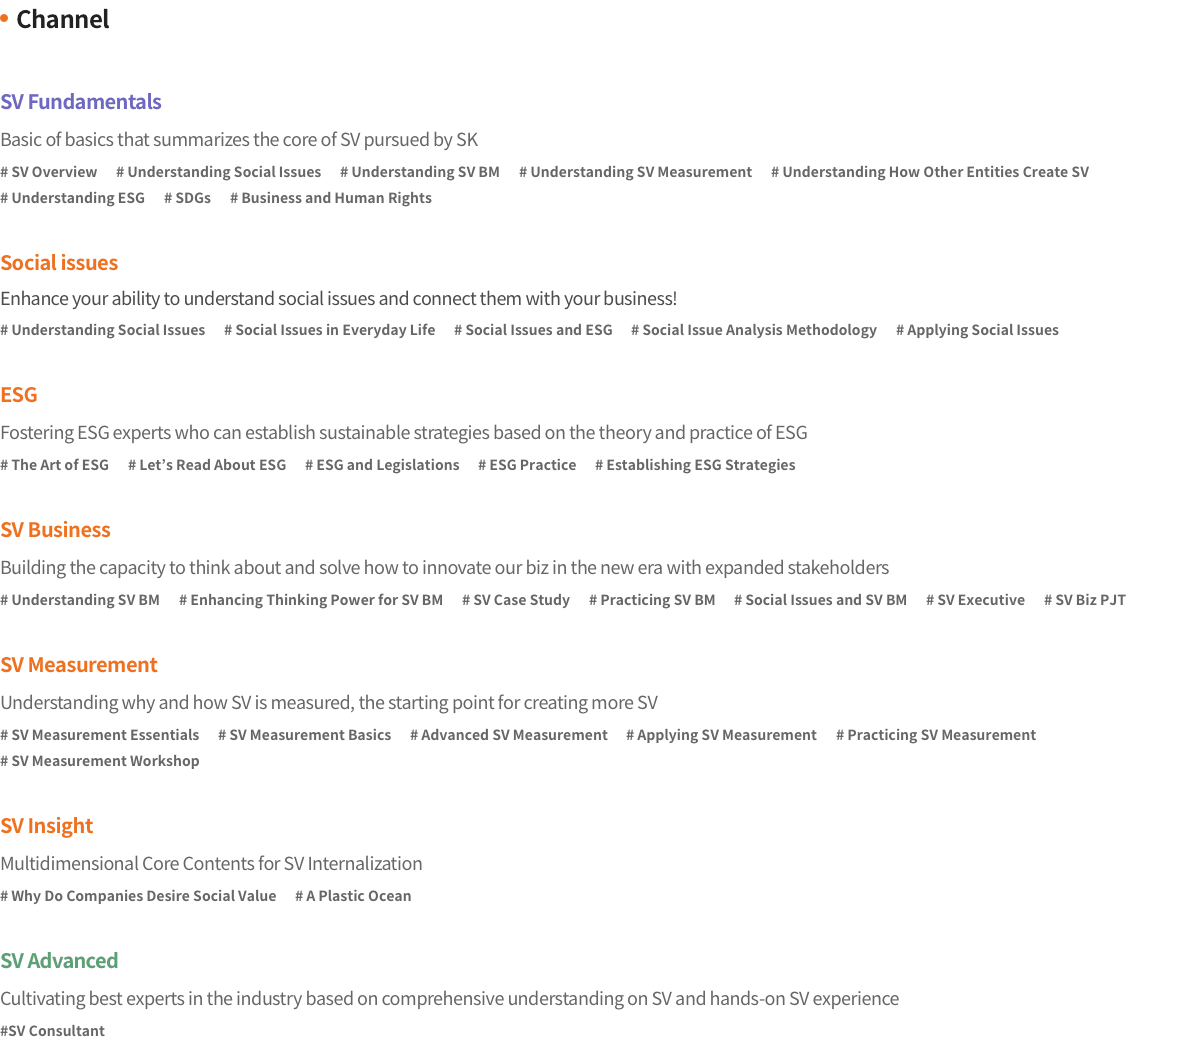 Channel
SV Fundamentals
Basic of basics that summarizes the core of SV pursued by SK
# SV Overview # Understanding Social Issues # Understanding SV BM # Understanding SV Measurement # Understanding How Other Entities Create SV
# Understanding ESG # SDGs # Business and Human Rights
Social issues
Enhance your ability to understand social issues and connect them with your business!
# Understanding Social Issues # Social Issues in Everyday Life # Social Issues and ESG # Social Issue Analysis Methodology # Applying Social Issues
ESG
Fostering ESG experts who can establish sustainable strategies based on the theory and practice of ESG
# The Art of ESG # Let’s Read About ESG # ESG and Legislations # ESG Practice # Establishing ESG Strategies
SV Business
Building the capacity to think about and solve how to innovate our biz in the new era with expanded stakeholders
# Understanding SV BM # Enhancing Thinking Power for SV BM # SV Case Study # Practicing SV BM # Social Issues and SV BM # SV Executive # SV Biz PJT
SV Measurement
Understanding why and how SV is measured, the starting point for creating more SV
# SV Measurement Essentials # SV Measurement Basics # Advanced SV Measurement # Applying SV Measurement # Practicing SV Measurement
# SV Measurement Workshop
SV Insight
Multidimensional Core Contents for SV Internalization
# Why Do Companies Desire Social Value # A Plastic Ocean
SV Advanced
Cultivating best experts in the industry based on comprehensive understanding on SV and hands-on SV experience
#SV Consultant